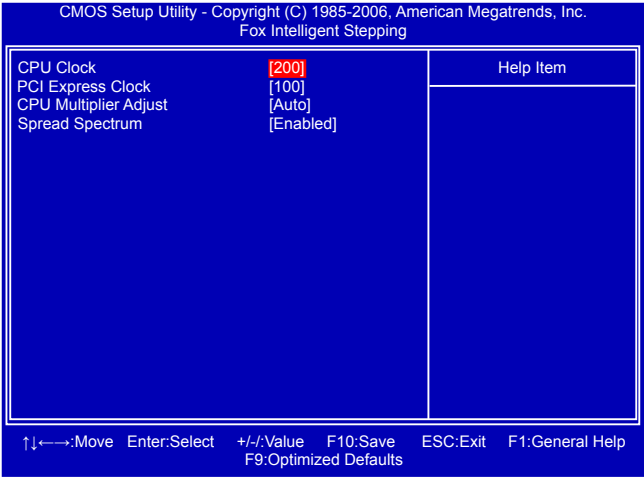 CMOS Setup Utility - Copyright (C) 1985-2006, American Megatrends, Inc.
Fox Intelligent Stepping
CPU Clock [200]
PCI Express Clock [100]
CPU Multiplier Adjust [Auto]
Spread Spectrum [Enabled]
Help Item
↑↓←→:Move Enter:Select +/-/:Value F10:Save ESC:Exit F1:General Help
F9:Optimized Defaults